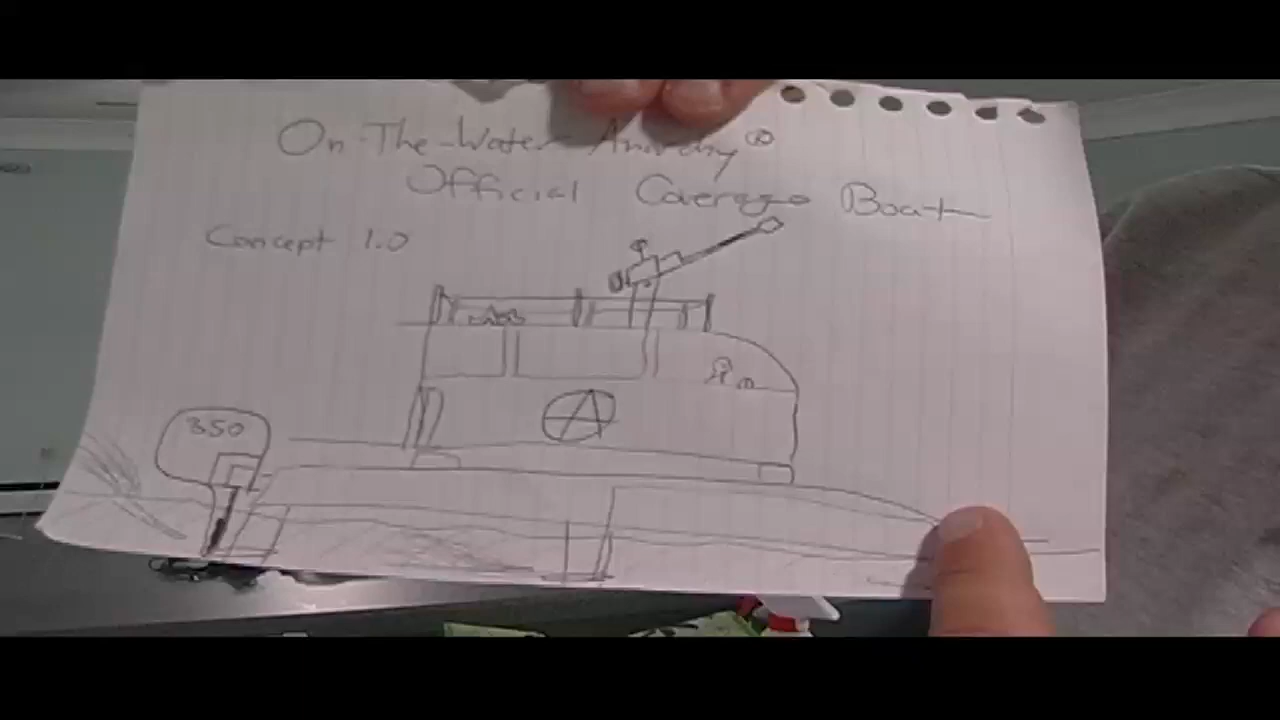 On-The-Water Anarchy ®
Official Coverage Boat
Concept 1.0
A
350